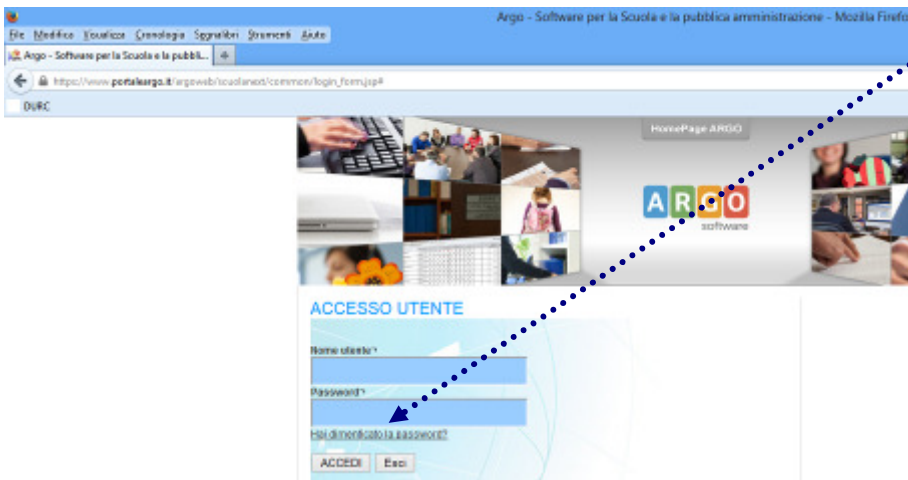 Argo - Software per la Scuola e la pubblica amministrazione - Mozilla Firefo
File Modifica Visualizza Cronologia Segnalibri Strumenti Aiuto
Argo - Software per la Scuola e la pubbli... +
https://www.portaleargo.it/argoweb/scuolanext/common/login_form.jsp#
DURC
HomePage ARGO
ARGO
software
ACCESSO UTENTE
Nome utente
Password
Hai dimenticato la password?
ACCEDI Esci